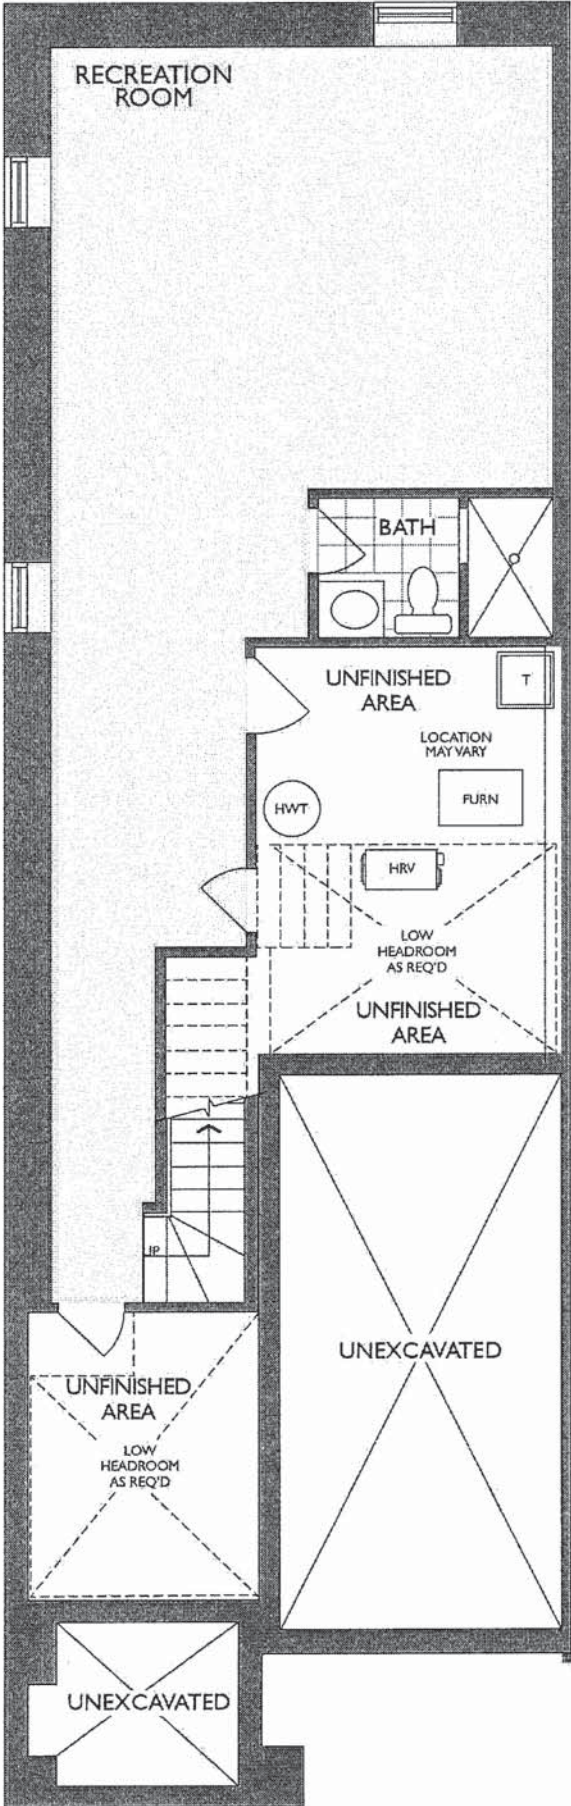 RECREATION
ROOM
BATH
UNFINISHED
AREA
T
LOCATION
MAY VARY
HWT
FURN
HRV
LOW
HEADROOM
AS REQ'D
UNFINISHED
AREA
UNEXCAVATED
UNFINISHED
AREA
LOW
HEADROOM
AS REQ'D
UNEXCAVATED